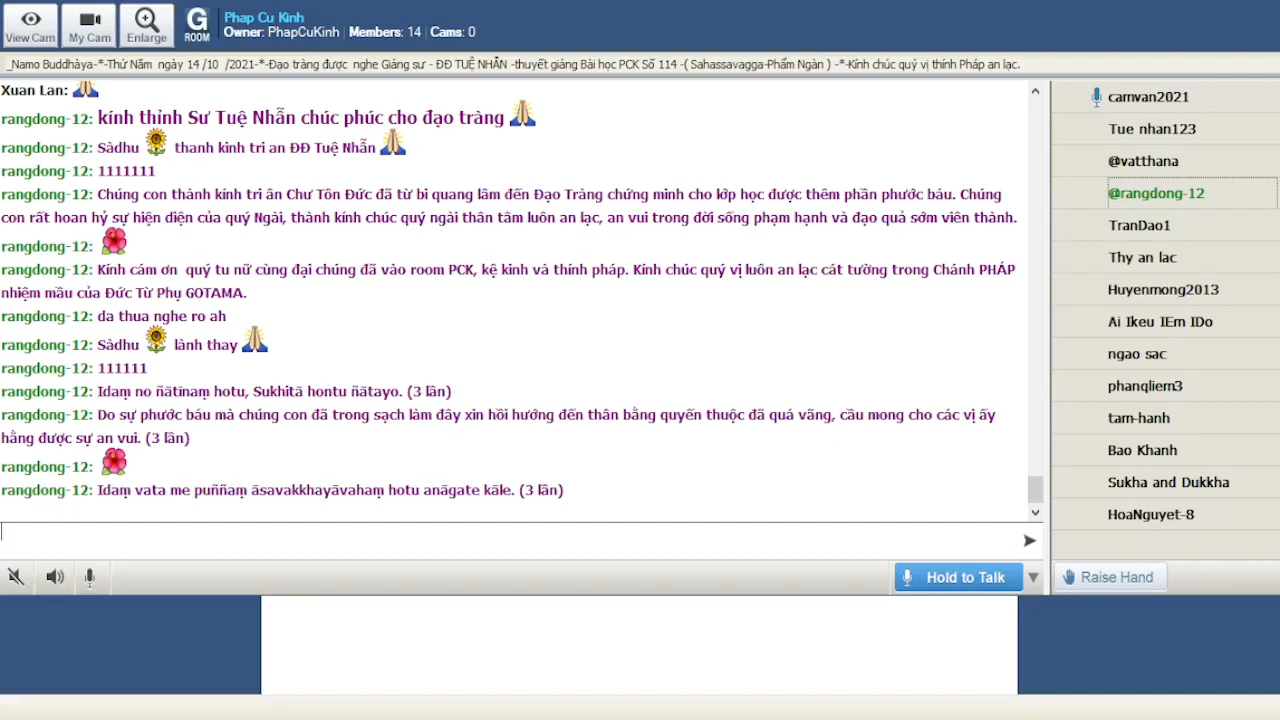 View Cam
My Cam
Enlarge
G
ROOM
Phap Cu Kinh
Owner: PhapCuKinh | Members: 14 | Cams: 0
_Namo Buddhàya-*-Thứ Năm ngày 14 /10 /2021-*-Đạo tràng được nghe Giảng sư - ĐĐ TUỆ NHẪN -thuyết giảng Bài học PCK Số 114 -( Sahassavagga-Phẩm Ngàn ) -*-Kính chúc quý vị thính Pháp an lạc.
Xuan Lan:
rangdong-12: kính thỉnh Sư Tuệ Nhẫn chúc phúc cho đạo tràng
rangdong-12: Sàdhu thanh kinh tri an ĐĐ Tuệ Nhẫn
rangdong-12: 1111111
rangdong-12: Chúng con thành kính tri ân Chư Tôn Đức đã từ bi quang lâm đến Đạo Tràng chứng minh cho lớp học được thêm phần phước báu. Chúng
con rất hoan hỷ sự hiện diện của quý Ngài, thành kính chúc quý ngài thân tâm luôn an lạc, an vui trong đời sống phạm hạnh và đạo quả sớm viên thành.
rangdong-12:
rangdong-12: Kính cám ơn quý tu nữ cùng đại chúng đã vào room PCK, kệ kinh và thính pháp. Kính chúc quý vị luôn an lạc cát tường trong Chánh PHÁP
nhiệm mầu của Đức Từ Phụ GOTAMA.
rangdong-12: da thua nghe ro ah
rangdong-12: Sàdhu lành thay
rangdong-12: 111111
rangdong-12: Idaṃ no ñātīnaṃ hotu, Sukhitā hontu ñātayo. (3 lần)
rangdong-12: Do sự phước báu mà chúng con đã trong sạch làm đây xin hồi hướng đến thân bằng quyến thuộc đã quá vãng, cầu mong cho các vị ấy
hằng được sự an vui. (3 lần)
rangdong-12:
rangdong-12: Idaṃ vata me puññaṃ āsavakkhayāvahaṃ hotu anāgate kāle. (3 lần)
Hold to Talk
camvan2021
Tue nhan123
@vatthana
@rangdong-12
TranDao1
Thy an lac
Huyenmong2013
Ai Ikeu IEm IDo
ngao sac
phanqliem3
tam-hanh
Bao Khanh
Sukha and Dukkha
HoaNguyet-8
Raise Hand